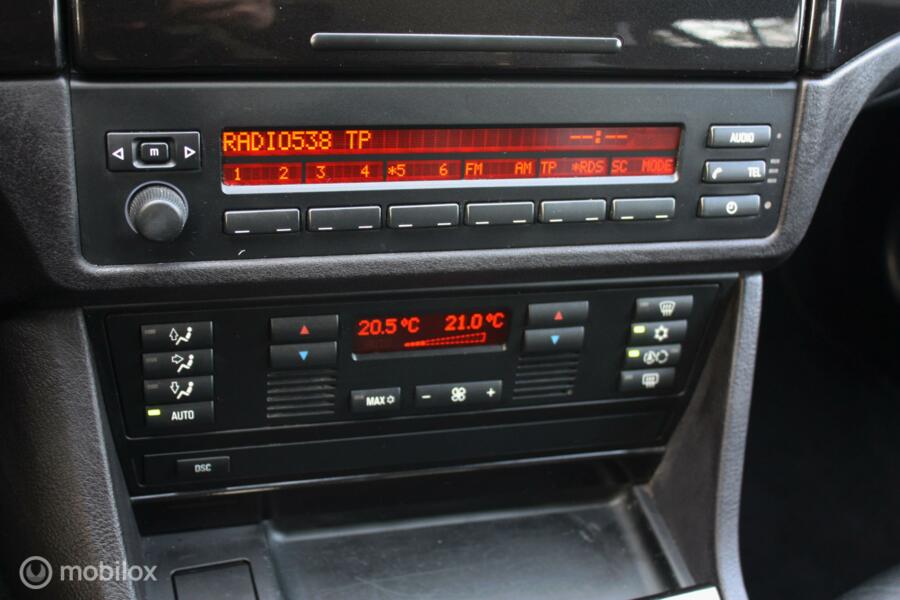 RADIO538 TP --:-- AUDIO
m
1 2 3 4 *5 6 FM AM TP *RDS SC MODE TEL
20.5°C 21.0°C
AUTO MAX - +
DSC
mobilox